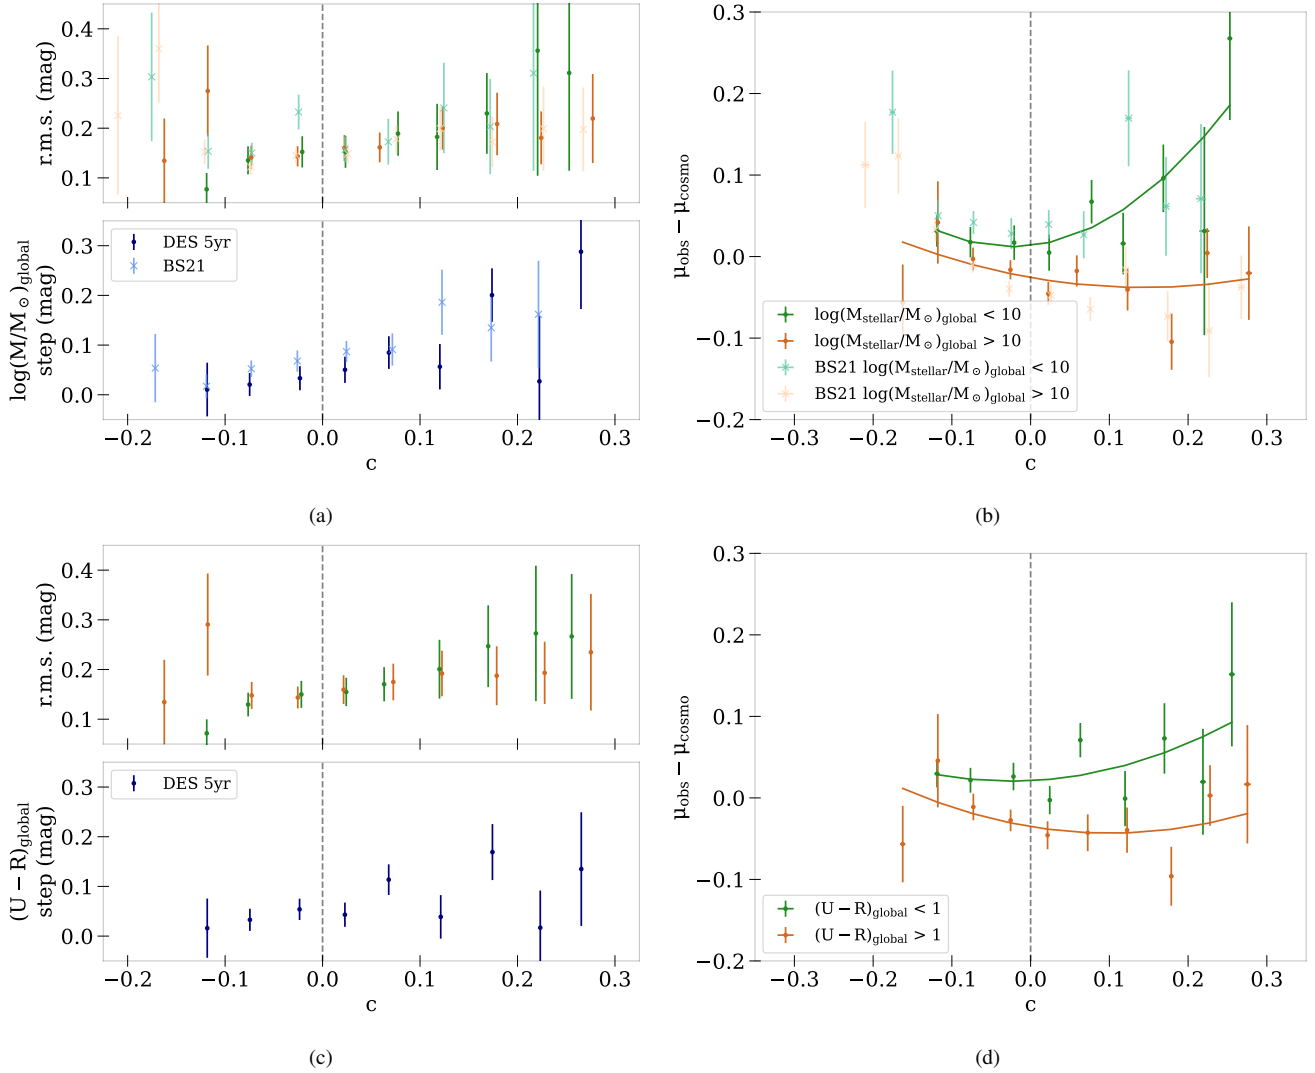 0.4
0.3
0.2
0.1
r.m.s. (mag)
DES 5yr
BS21
0.3
0.2
0.1
0.0
log(M/M⊙)global
step (mag)
−0.2 −0.1 0.0 0.1 0.2 0.3
c
(a)
0.3
0.2
0.1
0.0
−0.1
−0.2
μobs − μcosmo
log(Mstellar/M⊙)global < 10
log(Mstellar/M⊙)global > 10
BS21 log(Mstellar/M⊙)global < 10
BS21 log(Mstellar/M⊙)global > 10
−0.3 −0.2 −0.1 0.0 0.1 0.2 0.3
c
(b)
0.4
0.3
0.2
0.1
r.m.s. (mag)
DES 5yr
0.3
0.2
0.1
0.0
(U − R)global
step (mag)
−0.2 −0.1 0.0 0.1 0.2 0.3
c
(c)
0.3
0.2
0.1
0.0
−0.1
−0.2
μobs − μcosmo
(U − R)global < 1
(U − R)global > 1
−0.3 −0.2 −0.1 0.0 0.1 0.2 0.3
c
(d)